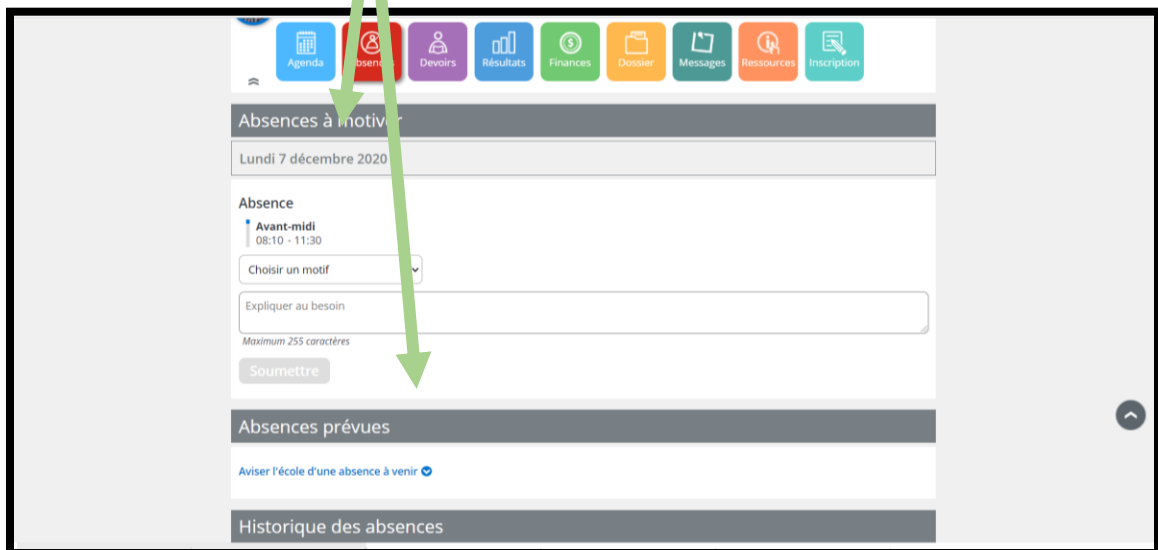 Agenda
Absences
Devoirs
Résultats
Finances
Dossier
Messages
Ressources
Inscription
Absences à motiver
Lundi 7 décembre 2020
Absence
Avant-midi
08:10 - 11:30
Choisir un motif
Expliquer au besoin
Maximum 255 caractères
Soumettre
Absences prévues
Aviser l'école d'une absence à venir
Historique des absences